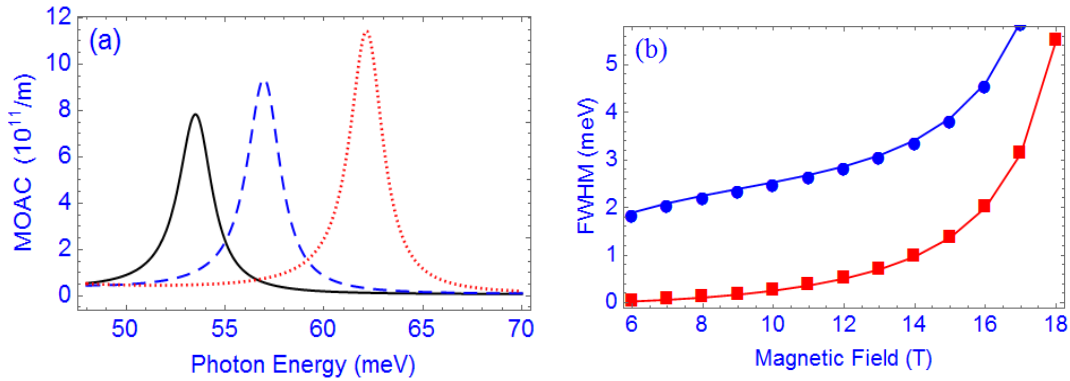 (a)
MOAC (10¹¹/m)
12
10
8
6
4
2
0
50 55 60 65 70
Photon Energy (meV)
(b)
FWHM (meV)
5
4
3
2
1
0
6 8 10 12 14 16 18
Magnetic Field (T)